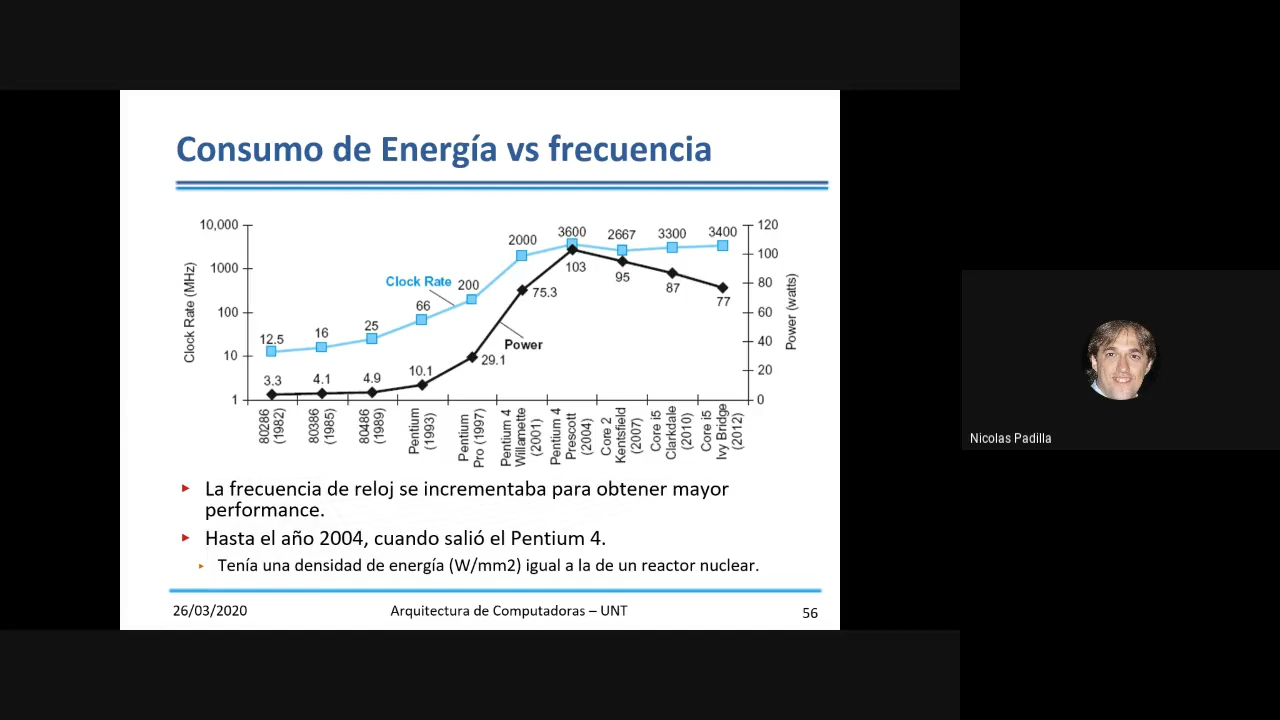 Consumo de Energía vs frecuencia
10,000
1000
100
10
1
Clock Rate (MHz)
120
100
80
60
40
20
0
Power (watts)
Clock Rate
Power
12.5
16
25
66
200
2000
3600
2667
3300
3400
3.3
4.1
4.9
10.1
29.1
75.3
103
95
87
77
80286
(1982)
80386
(1985)
80486
(1989)
Pentium
(1993)
Pentium
Pro (1997)
Pentium 4
Willamette
(2001)
Pentium 4
Prescott
(2004)
Core 2
Kentsfield
(2007)
Core i5
Clarkdale
(2010)
Core i5
Ivy Bridge
(2012)
La frecuencia de reloj se incrementaba para obtener mayor
performance.
Hasta el año 2004, cuando salió el Pentium 4.
Tenía una densidad de energía (W/mm2) igual a la de un reactor nuclear.
26/03/2020
Arquitectura de Computadoras – UNT
56
Nicolas Padilla